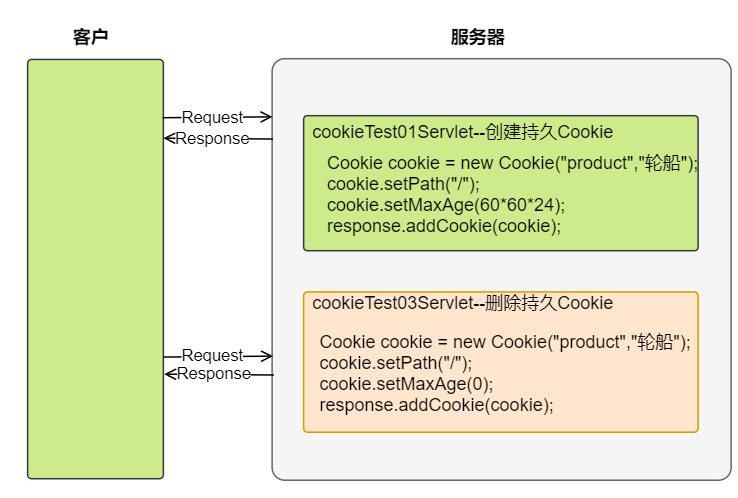 客户
服务器
Request
Response
cookieTest01Servlet--创建持久Cookie
Cookie cookie = new Cookie("product","轮船");
cookie.setPath("/");
cookie.setMaxAge(60*60*24);
response.addCookie(cookie);
cookieTest03Servlet--删除持久Cookie
Cookie cookie = new Cookie("product","轮船");
cookie.setPath("/");
cookie.setMaxAge(0);
response.addCookie(cookie);
Request
Response